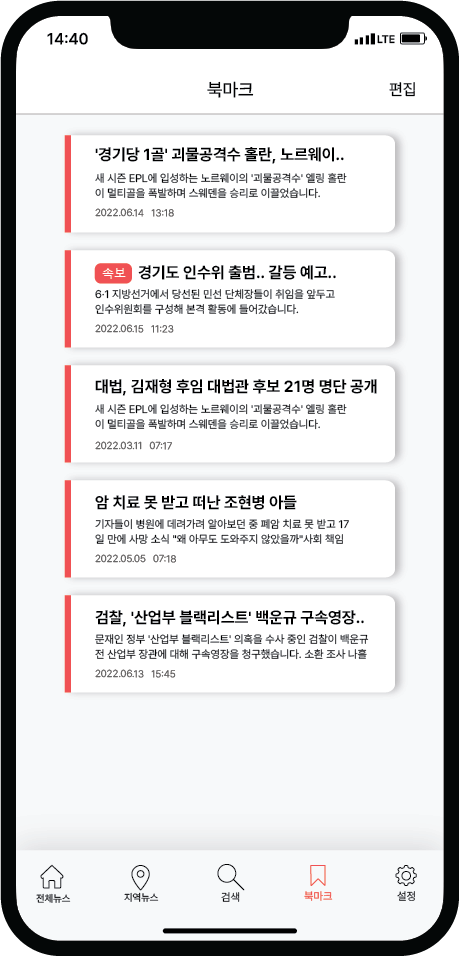 14:40
LTE
북마크
편집
'경기당 1골' 괴물공격수 홀란, 노르웨이..
새 시즌 EPL에 입성하는 노르웨이의 '괴물공격수' 엘링 홀란
이 멀티골을 폭발하며 스웨덴을 승리로 이끌었습니다.
2022.06.14 13:18
속보 경기도 인수위 출범.. 갈등 예고..
6·1 지방선거에서 당선된 민선 단체장들이 취임을 앞두고
인수위원회를 구성해 본격 활동에 들어갔습니다.
2022.06.15 11:23
대법, 김재형 후임 대법관 후보 21명 명단 공개
새 시즌 EPL에 입성하는 노르웨이의 '괴물공격수' 엘링 홀란
이 멀티골을 폭발하며 스웨덴을 승리로 이끌었습니다.
2022.03.11 07:17
암 치료 못 받고 떠난 조현병 아들
기자들이 병원에 데려가려 알아보던 중 폐암 치료 못 받고 17
일 만에 사망 소식 "왜 아무도 도와주지 않았을까"사회 책임
2022.05.05 07:18
검찰, '산업부 블랙리스트' 백운규 구속영장..
문재인 정부 '산업부 블랙리스트' 의혹을 수사 중인 검찰이 백운규
전 산업부 장관에 대해 구속영장을 청구했습니다. 소환 조사 나흘
2022.06.13 15:45
전체뉴스
지역뉴스
검색
북마크
설정